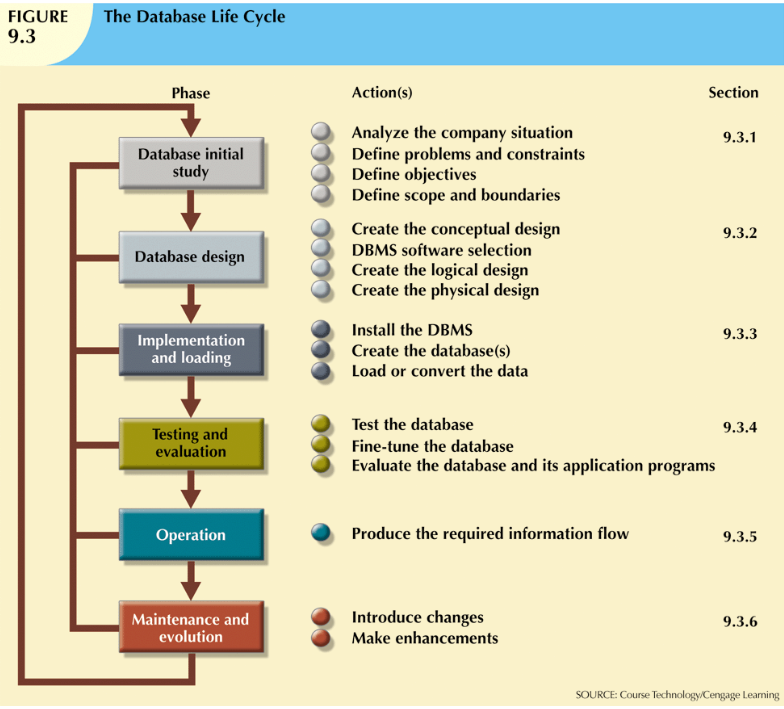 FIGURE
9.3
The Database Life Cycle
Phase
Action(s)
Section
Database initial
study
Analyze the company situation
Define problems and constraints
Define objectives
Define scope and boundaries
9.3.1
Database design
Create the conceptual design
DBMS software selection
Create the logical design
Create the physical design
9.3.2
Implementation
and loading
Install the DBMS
Create the database(s)
Load or convert the data
9.3.3
Testing and
evaluation
Test the database
Fine-tune the database
Evaluate the database and its application programs
9.3.4
Operation
Produce the required information flow
9.3.5
Maintenance and
evolution
Introduce changes
Make enhancements
9.3.6
SOURCE: Course Technology/Cengage Learning